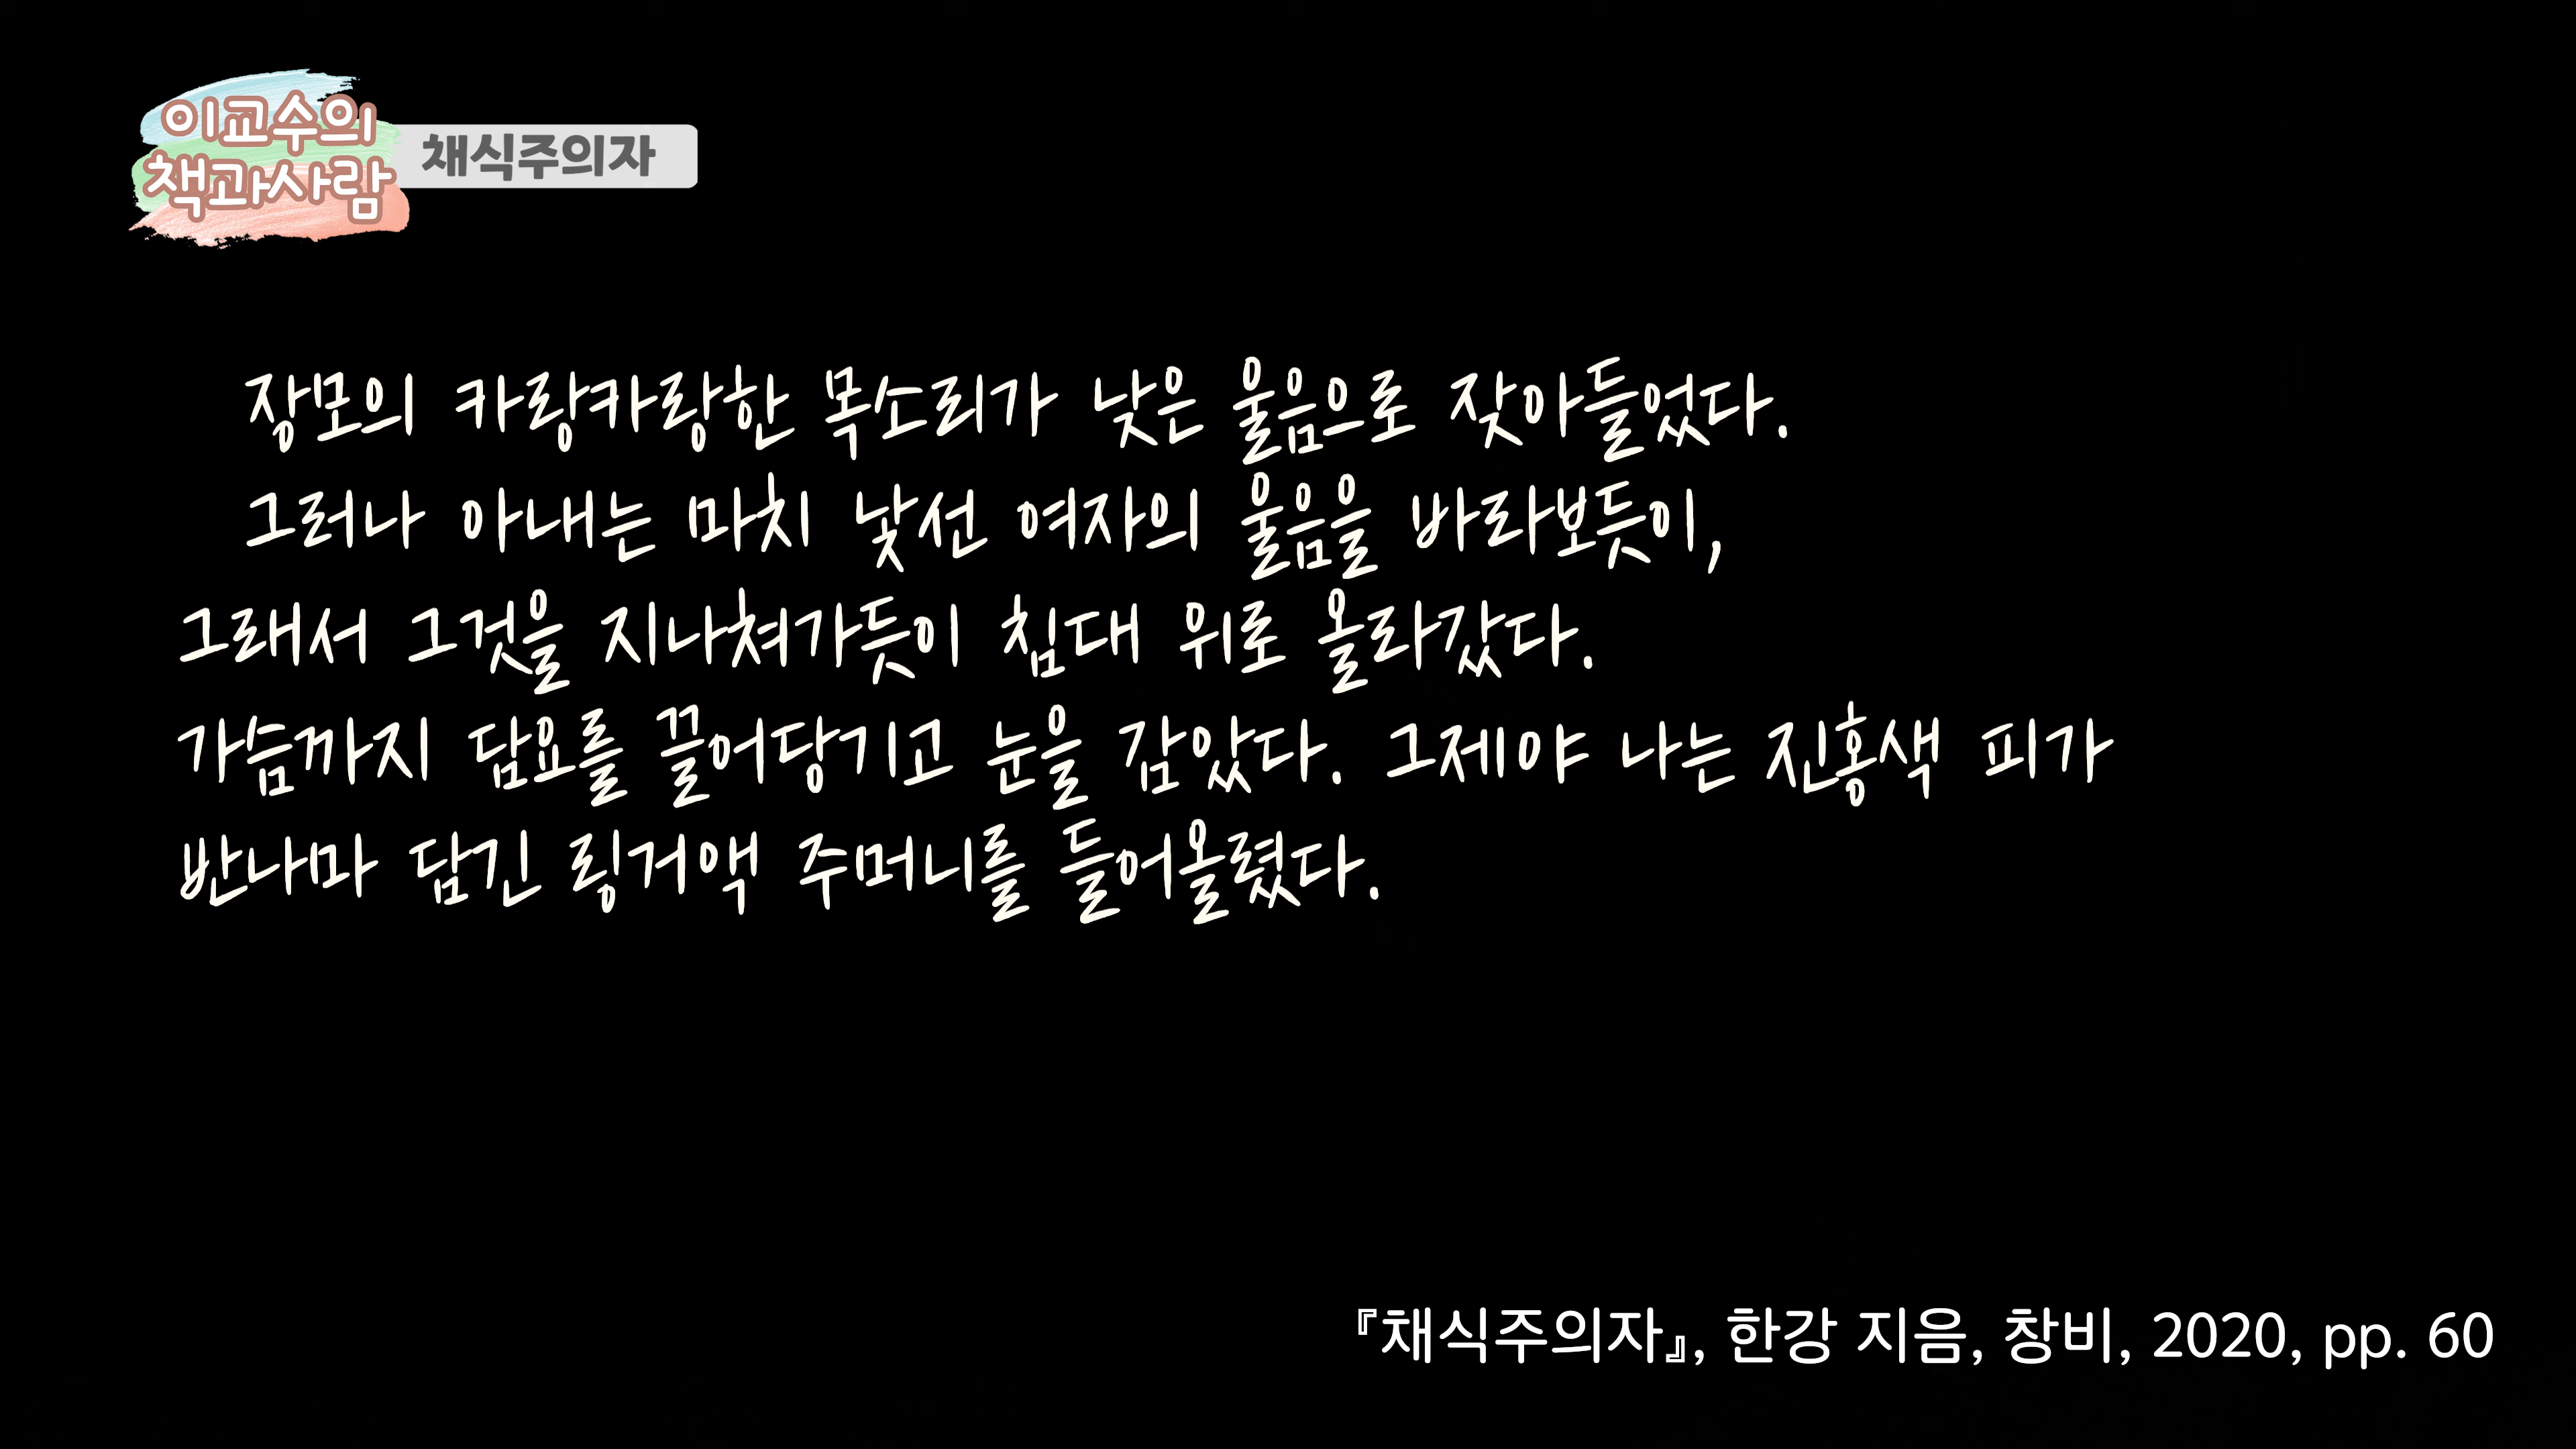 이교수의
책과사람
채식주의자
장모의 카랑카랑한 목소리가 낮은 울음으로 잦아들었다.
그러나 아내는 마치 낯선 여자의 울음을 바라보듯이,
그래서 그것을 지나쳐가듯이 침대 위로 올라갔다.
가슴까지 담요를 끌어당기고 눈을 감았다. 그제야 나는 진홍색 피가
반나마 담긴 링거액 주머니를 들어올렸다.
『채식주의자』, 한강 지음, 창비, 2020, pp. 60